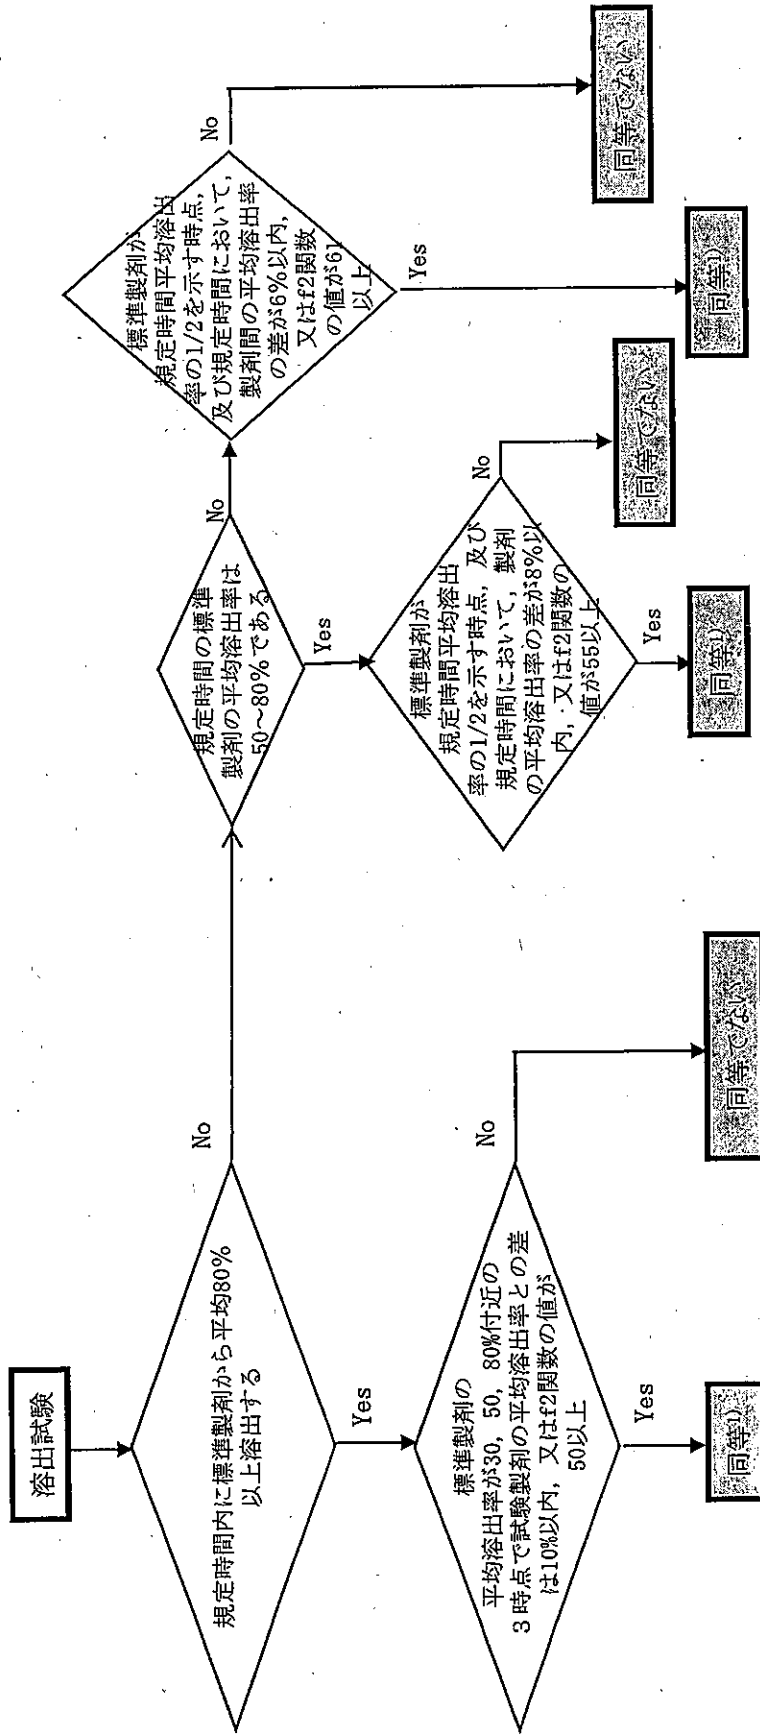 溶出試験
規定時間内に標準製剤から平均80%
以上溶出する
No
Yes
標準製剤の
平均溶出率が30, 50, 80%付近の
3時点で試験製剤の平均溶出率との差
は10%以内, 又はf2関数の値が
50以上
No
Yes
同等1)
同等でない
規定時間の標準
製剤の平均溶出率は
50～80%である
No
Yes
標準製剤が
規定時間平均溶出
率の1/2を示す時点, 及び
規定時間において, 製剤間
の平均溶出率の差が8%以
内, 又はf2関数の
値が55以上
No
Yes
同等1)
同等でない
標準製剤が
規定時間平均溶出
率の1/2を示す時点,
及び規定時間において,
製剤間の平均溶出率
の差が6%以内,
又はf2関数
の値が61
以上
No
Yes
同等1)
同等でない